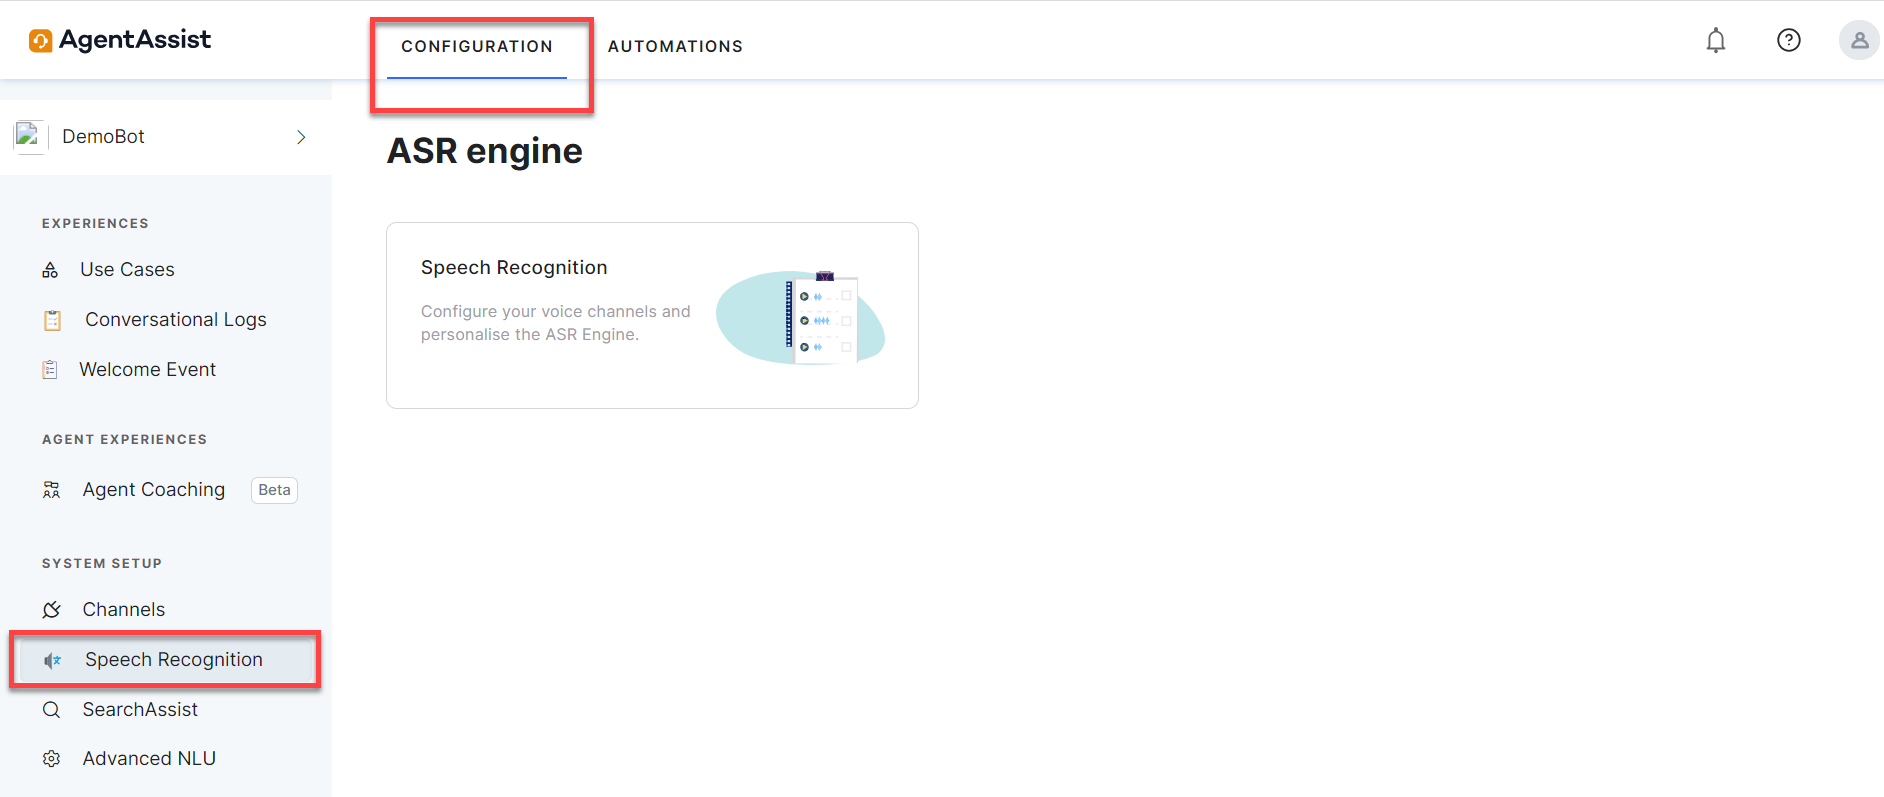 AgentAssist
CONFIGURATION
AUTOMATIONS
DemoBot
EXPERIENCES
Use Cases
Conversational Logs
Welcome Event
AGENT EXPERIENCES
Agent Coaching
Beta
SYSTEM SETUP
Channels
Speech Recognition
SearchAssist
Advanced NLU
ASR engine
Speech Recognition
Configure your voice channels and
personalise the ASR Engine.